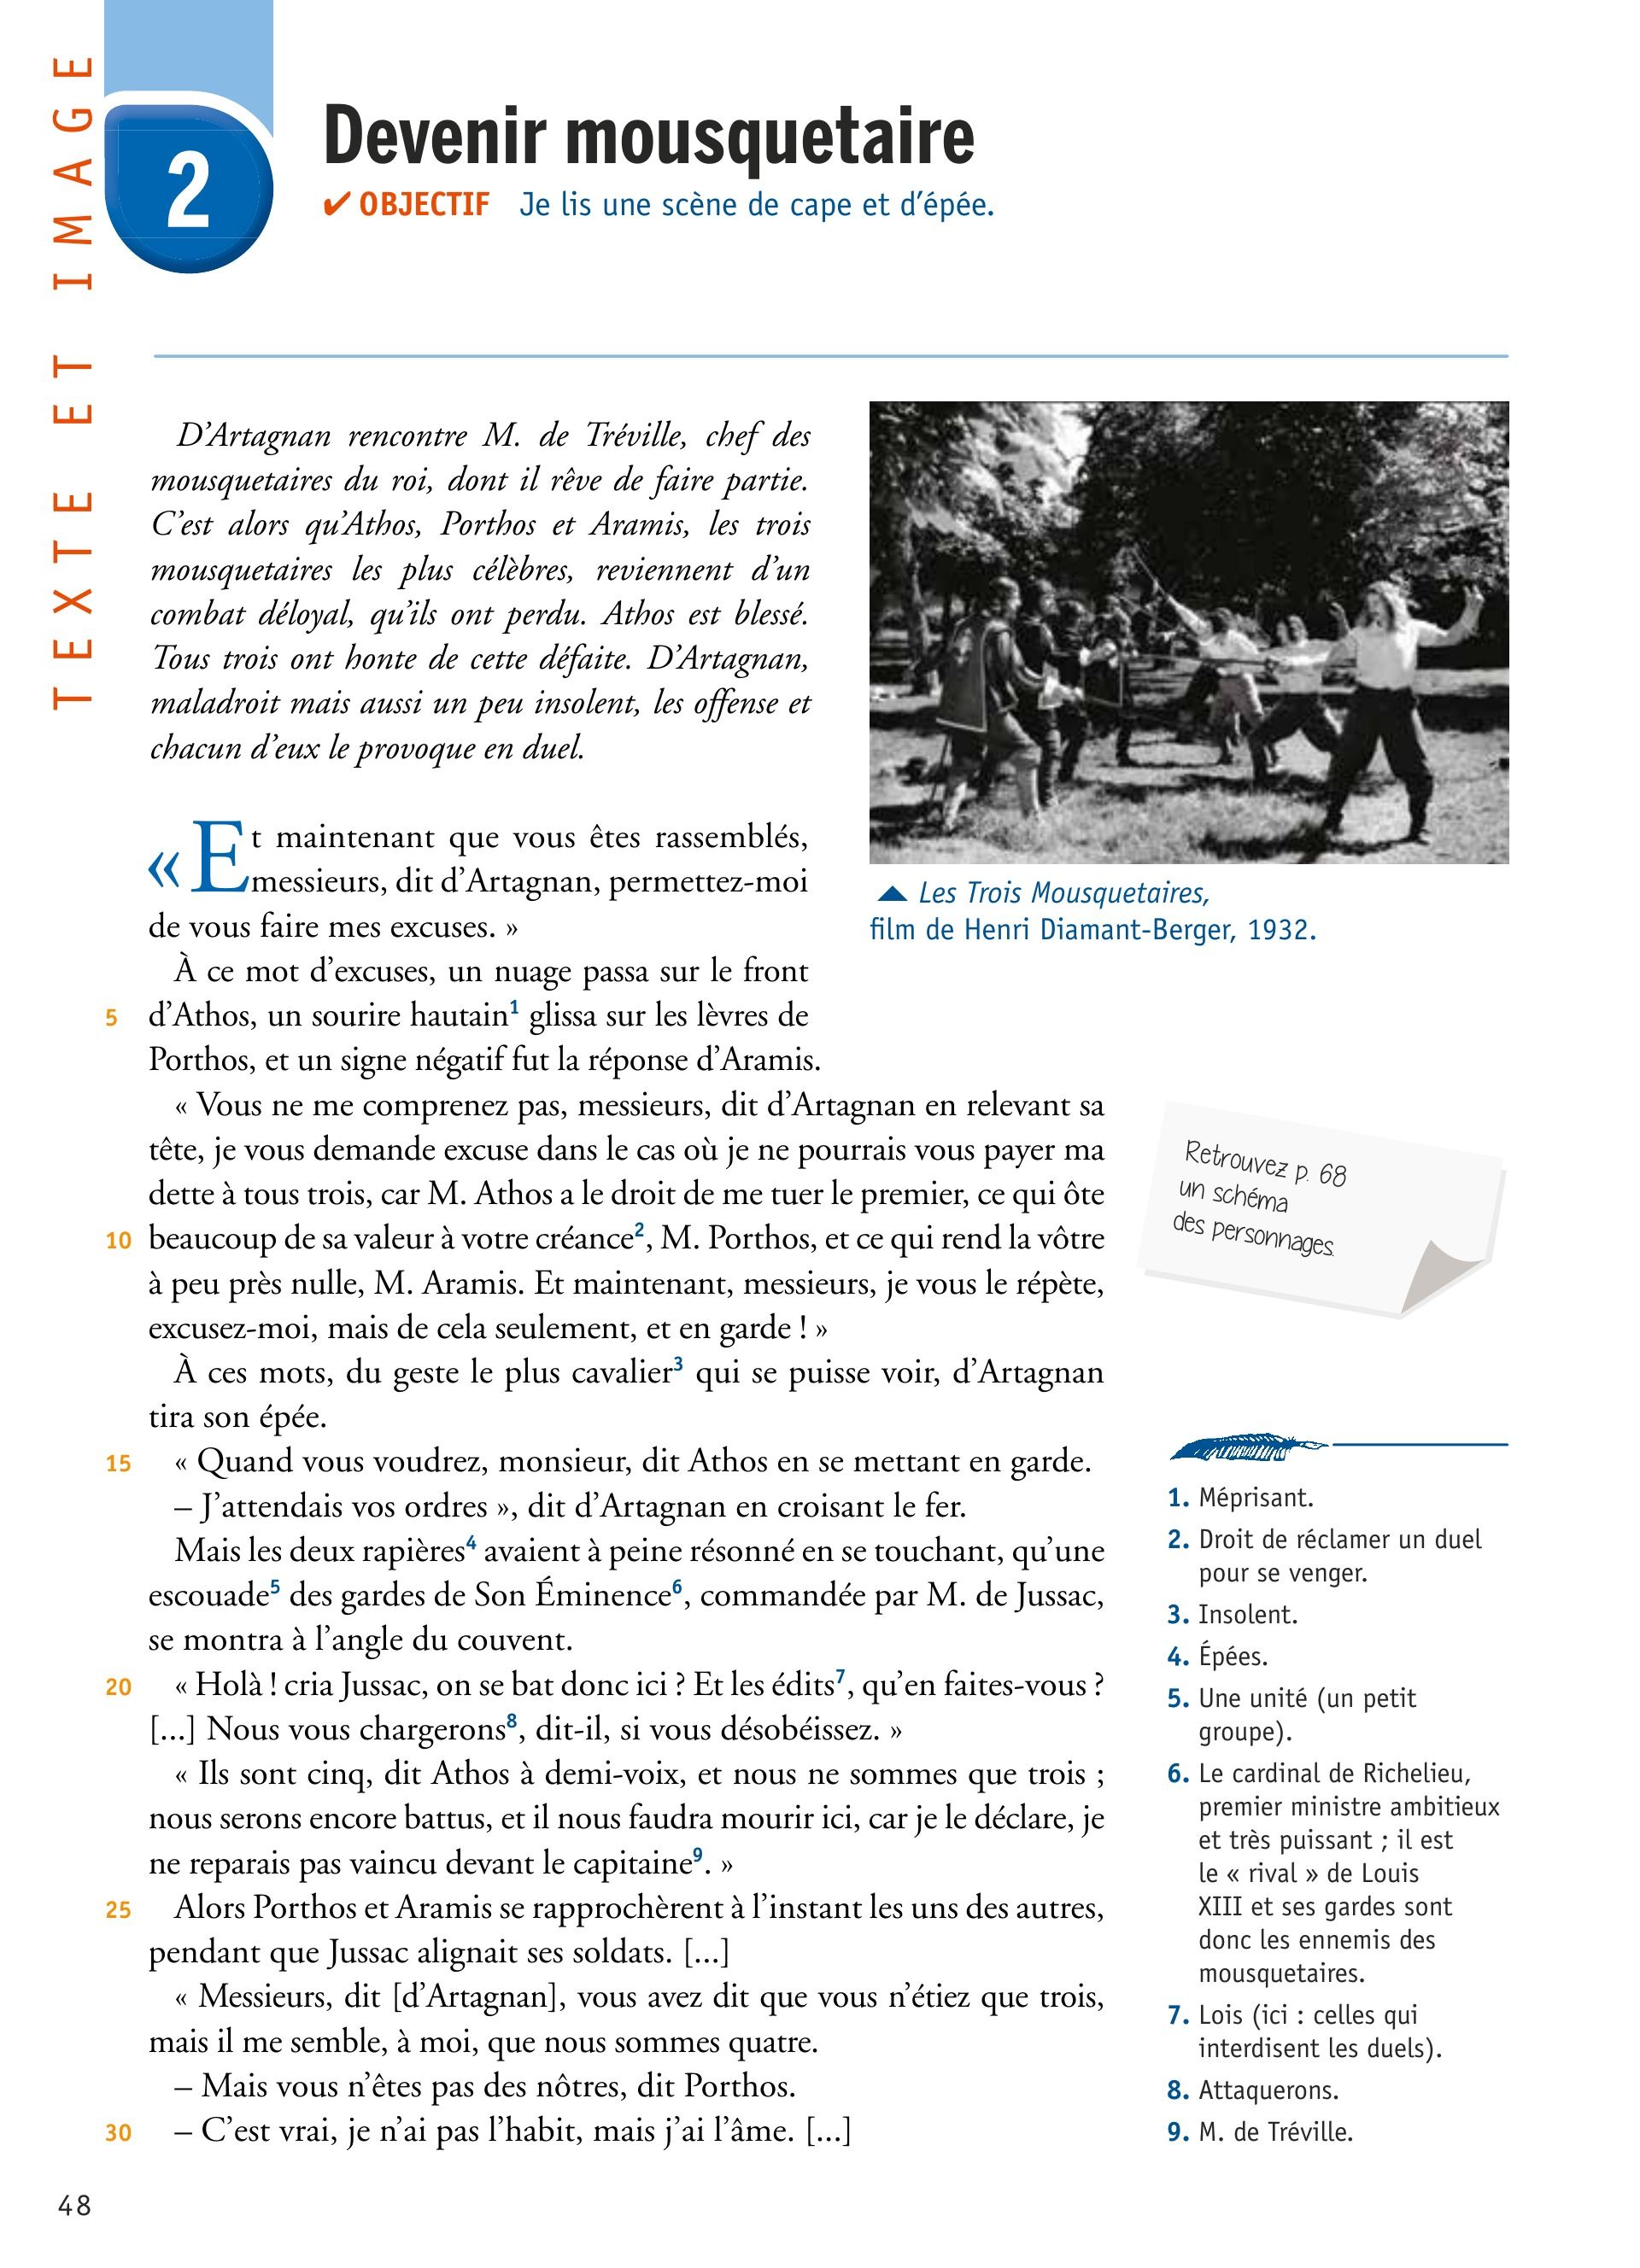 TEXTE ET IMAGE
2
Devenir mousquetaire
✔ OBJECTIF Je lis une scène de cape et d’épée.
D’Artagnan rencontre M. de Tréville, chef des
mousquetaires du roi, dont il rêve de faire partie.
C’est alors qu’Athos, Porthos et Aramis, les trois
mousquetaires les plus célèbres, reviennent d’un
combat déloyal, qu’ils ont perdu. Athos est blessé.
Tous trois ont honte de cette défaite. D’Artagnan,
maladroit mais aussi un peu insolent, les offense et
chacun d’eux le provoque en duel.
« Et maintenant que vous êtes rassemblés,
messieurs, dit d’Artagnan, permettez-moi
de vous faire mes excuses. »
À ce mot d’excuses, un nuage passa sur le front
5 d’Athos, un sourire hautain1 glissa sur les lèvres de
Porthos, et un signe négatif fut la réponse d’Aramis.
« Vous ne me comprenez pas, messieurs, dit d’Artagnan en relevant sa
tête, je vous demande excuse dans le cas où je ne pourrais vous payer ma
dette à tous trois, car M. Athos a le droit de me tuer le premier, ce qui ôte
10 beaucoup de sa valeur à votre créance2, M. Porthos, et ce qui rend la vôtre
à peu près nulle, M. Aramis. Et maintenant, messieurs, je vous le répète,
excusez-moi, mais de cela seulement, et en garde ! »
À ces mots, du geste le plus cavalier3 qui se puisse voir, d’Artagnan
tira son épée.
15 « Quand vous voudrez, monsieur, dit Athos en se mettant en garde.
– J’attendais vos ordres », dit d’Artagnan en croisant le fer.
Mais les deux rapières4 avaient à peine résonné en se touchant, qu’une
escouade5 des gardes de Son Éminence6, commandée par M. de Jussac,
se montra à l’angle du couvent.
20 « Holà ! cria Jussac, on se bat donc ici ? Et les édits7, qu’en faites-vous ?
[...] Nous vous chargerons8, dit-il, si vous désobéissez. »
« Ils sont cinq, dit Athos à demi-voix, et nous ne sommes que trois ;
nous serons encore battus, et il nous faudra mourir ici, car je le déclare, je
ne reparais pas vaincu devant le capitaine9. »
25 Alors Porthos et Aramis se rapprochèrent à l’instant les uns des autres,
pendant que Jussac alignait ses soldats. [...]
« Messieurs, dit [d’Artagnan], vous avez dit que vous n’étiez que trois,
mais il me semble, à moi, que nous sommes quatre.
– Mais vous n’êtes pas des nôtres, dit Porthos.
30 – C’est vrai, je n’ai pas l’habit, mais j’ai l’âme. [...]
Les Trois Mousquetaires,
film de Henri Diamant-Berger, 1932.
Retrouvez p. 68
un schéma
des personnages.
1. Méprisant.
2. Droit de réclamer un duel
pour se venger.
3. Insolent.
4. Épées.
5. Une unité (un petit
groupe).
6. Le cardinal de Richelieu,
premier ministre ambitieux
et très puissant ; il est
le « rival » de Louis
XIII et ses gardes sont
donc les ennemis des
mousquetaires.
7. Lois (ici : celles qui
interdisent les duels).
8. Attaquerons.
9. M. de Tréville.
48